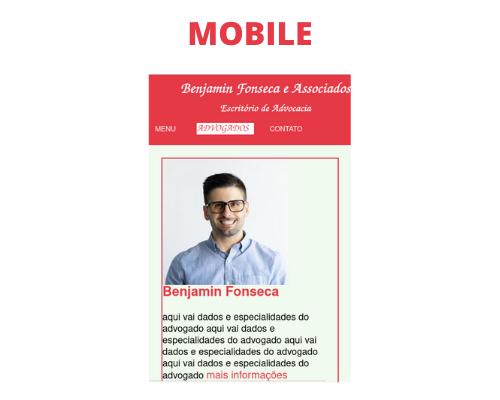 MOBILE
Benjamin Fonseca e Associados
Escritório de Advocacia
MENU ADVOGADOS CONTATO
Benjamin Fonseca
aqui vai dados e especialidades do
advogado aqui vai dados e
especialidades do advogado aqui vai
dados e especialidades do advogado
aqui vai dados e especialidades do
advogado mais informações